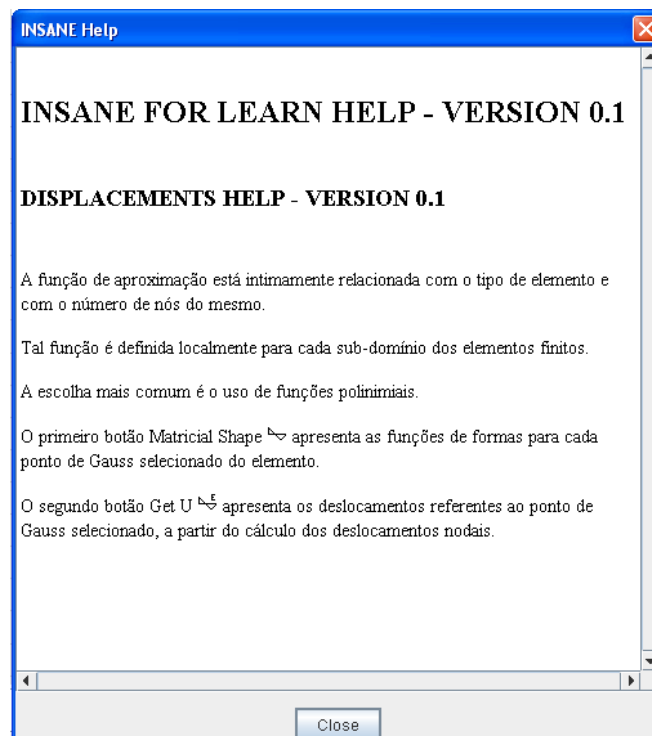 INSANE Help
INSANE FOR LEARN HELP - VERSION 0.1
DISPLACEMENTS HELP - VERSION 0.1
A função de aproximação está intimamente relacionada com o tipo de elemento e
com o número de nós do mesmo.
Tal função é definida localmente para cada sub-domínio dos elementos finitos.
A escolha mais comum é o uso de funções polinimiais.
O primeiro botão Matricial Shape apresenta as funções de formas para cada
ponto de Gauss selecionado do elemento.
O segundo botão Get U E apresenta os deslocamentos referentes ao ponto de
Gauss selecionado, a partir do cálculo dos deslocamentos nodais.
Close